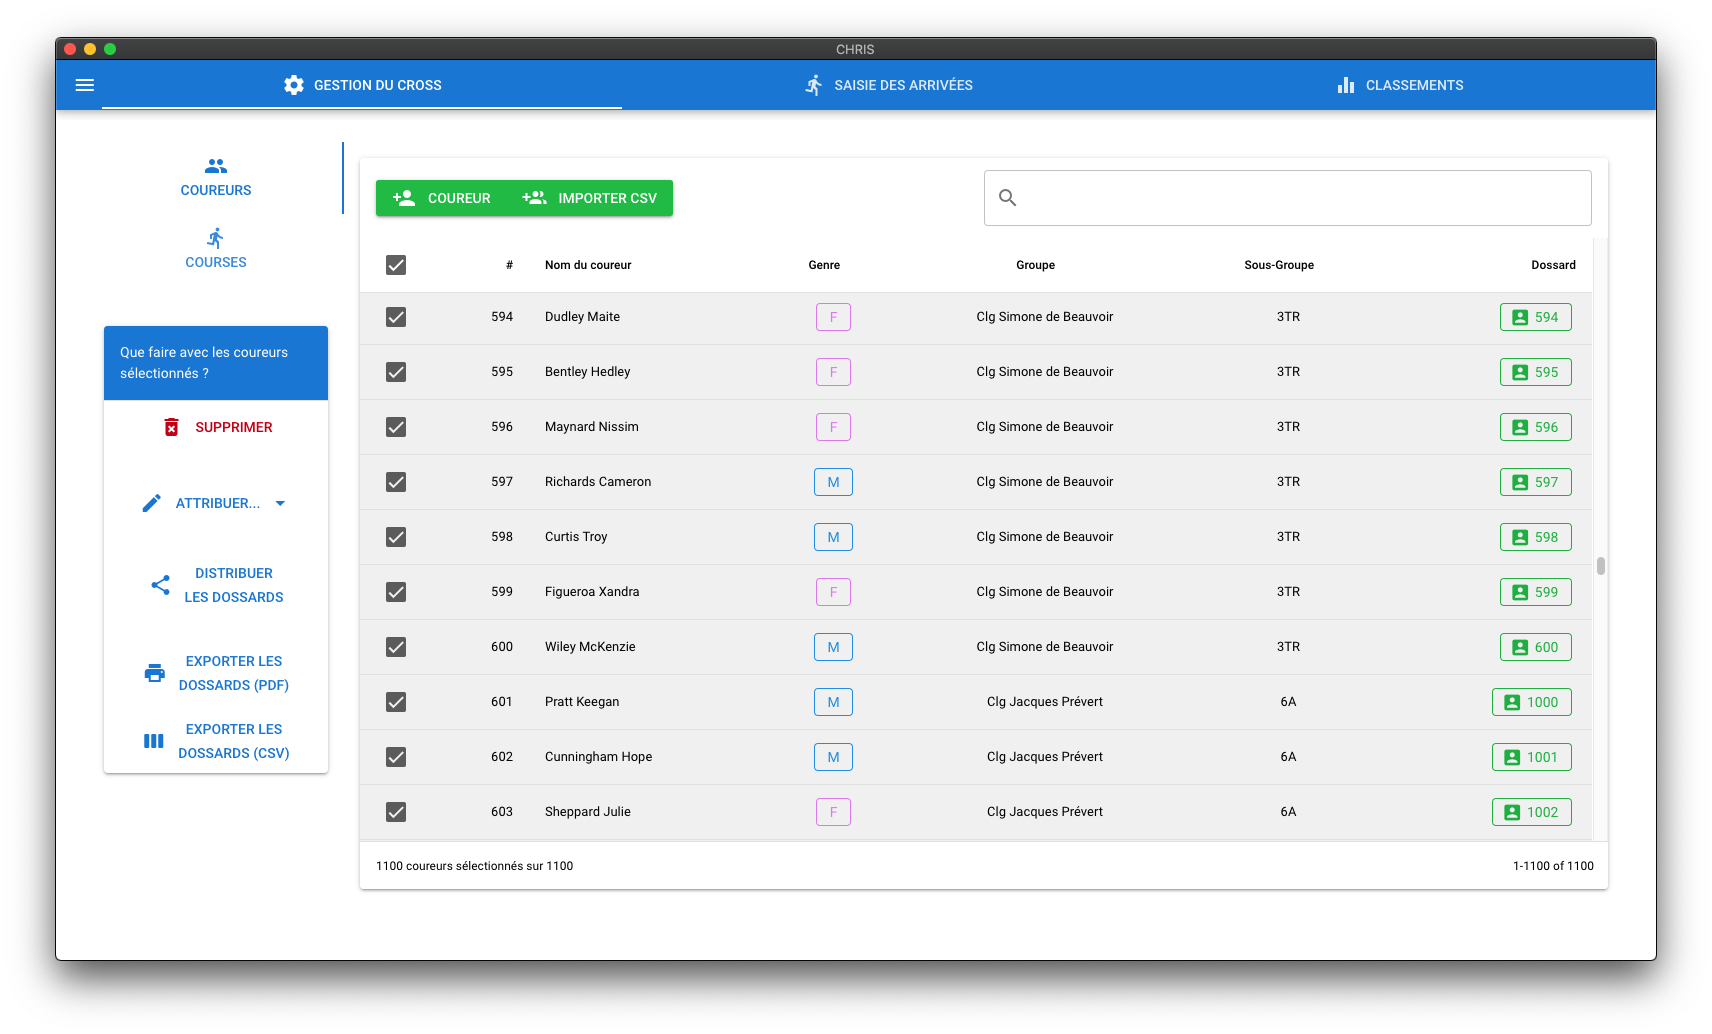 CHRIS
GESTION DU CROSS
SAISIE DES ARRIVÉES
CLASSEMENTS
COUREURS
COURSES
Que faire avec les coureurs
sélectionnés ?
SUPPRIMER
ATTRIBUER...
DISTRIBUER
LES DOSSARDS
EXPORTER LES
DOSSARDS (PDF)
EXPORTER LES
DOSSARDS (CSV)
COUREUR
IMPORTER CSV
# Nom du coureur Genre Groupe Sous-Groupe Dossard
594 Dudley Maite F Clg Simone de Beauvoir 3TR 594
595 Bentley Hedley F Clg Simone de Beauvoir 3TR 595
596 Maynard Nissim F Clg Simone de Beauvoir 3TR 596
597 Richards Cameron M Clg Simone de Beauvoir 3TR 597
598 Curtis Troy M Clg Simone de Beauvoir 3TR 598
599 Figueroa Xandra F Clg Simone de Beauvoir 3TR 599
600 Wiley McKenzie M Clg Simone de Beauvoir 3TR 600
601 Pratt Keegan M Clg Jacques Prévert 6A 1000
602 Cunningham Hope M Clg Jacques Prévert 6A 1001
603 Sheppard Julie F Clg Jacques Prévert 6A 1002
1100 coureurs sélectionnés sur 1100
1-1100 of 1100